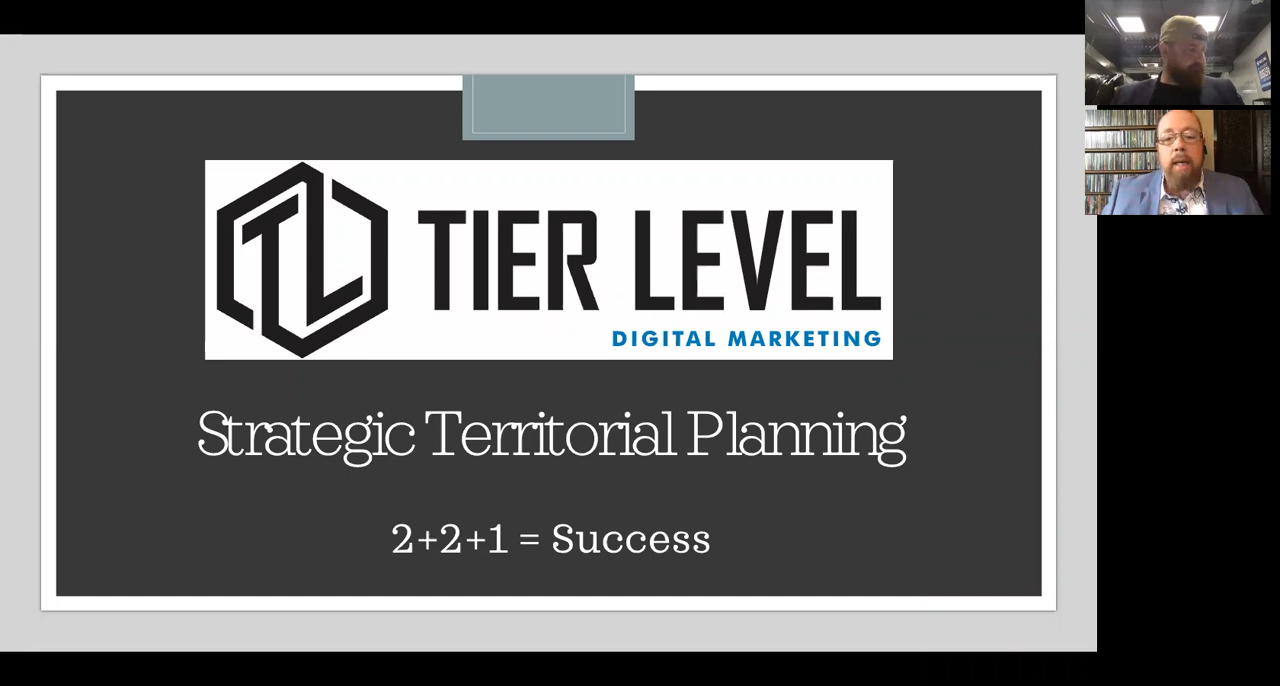 TIER LEVEL
DIGITAL MARKETING
Strategic Territorial Planning
2+2+1 = Success